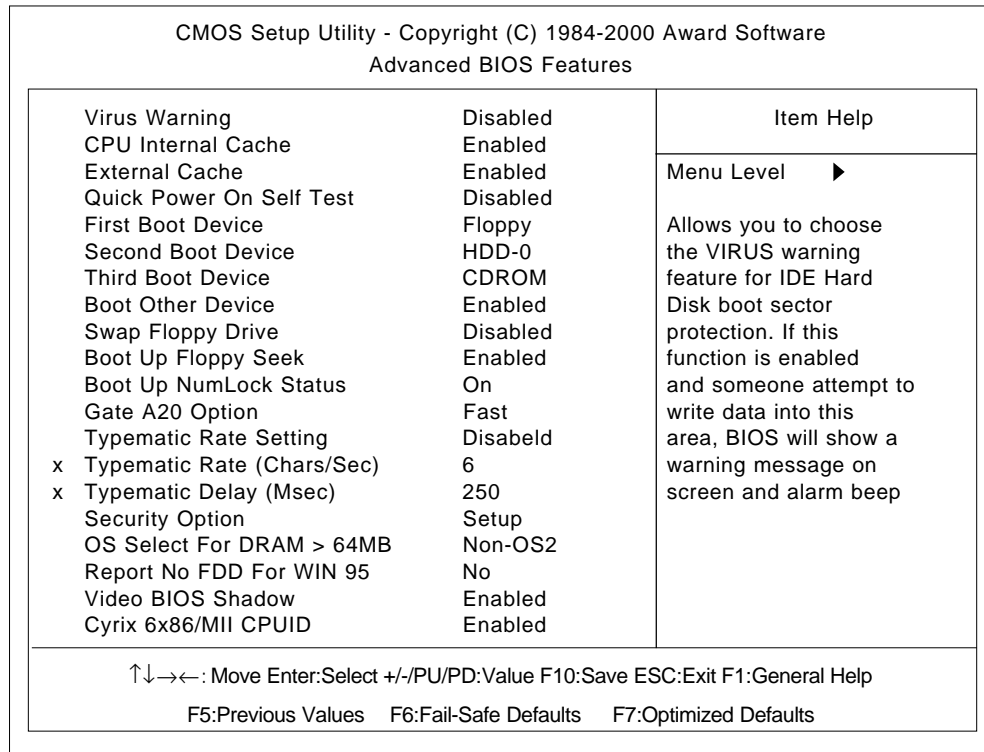 CMOS Setup Utility - Copyright (C) 1984-2000 Award Software
Advanced BIOS Features
Virus Warning Disabled
CPU Internal Cache Enabled
External Cache Enabled
Quick Power On Self Test Disabled
First Boot Device Floppy
Second Boot Device HDD-0
Third Boot Device CDROM
Boot Other Device Enabled
Swap Floppy Drive Disabled
Boot Up Floppy Seek Enabled
Boot Up NumLock Status On
Gate A20 Option Fast
Typematic Rate Setting Disabeld
x Typematic Rate (Chars/Sec) 6
x Typematic Delay (Msec) 250
Security Option Setup
OS Select For DRAM > 64MB Non-OS2
Report No FDD For WIN 95 No
Video BIOS Shadow Enabled
Cyrix 6x86/MII CPUID Enabled
Item Help
Menu Level ▶
Allows you to choose
the VIRUS warning
feature for IDE Hard
Disk boot sector
protection. If this
function is enabled
and someone attempt to
write data into this
area, BIOS will show a
warning message on
screen and alarm beep
↑↓→←: Move Enter:Select +/-/PU/PD:Value F10:Save ESC:Exit F1:General Help
F5:Previous Values F6:Fail-Safe Defaults F7:Optimized Defaults